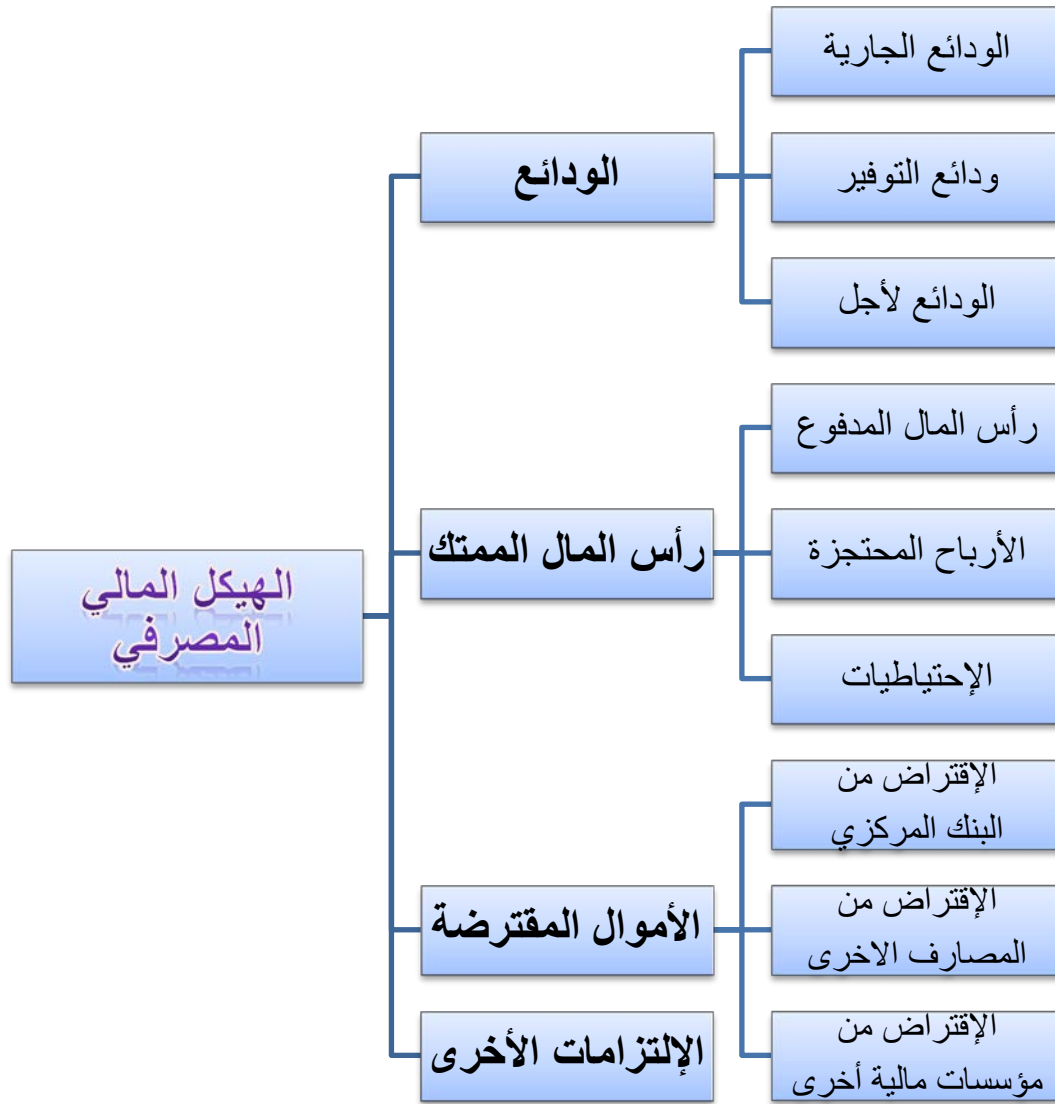 الهيكل المالي
المصرفي
الودائع
الودائع الجارية
ودائع التوفير
الودائع لأجل
رأس المال الممتك
رأس المال المدفوع
الأرباح المحتجزة
الإحتياطيات
الأموال المقترضة
الإقتراض من
البنك المركزي
الإقتراض من
المصارف الاخرى
الإقتراض من
مؤسسات مالية أخرى
الإلتزامات الأخرى